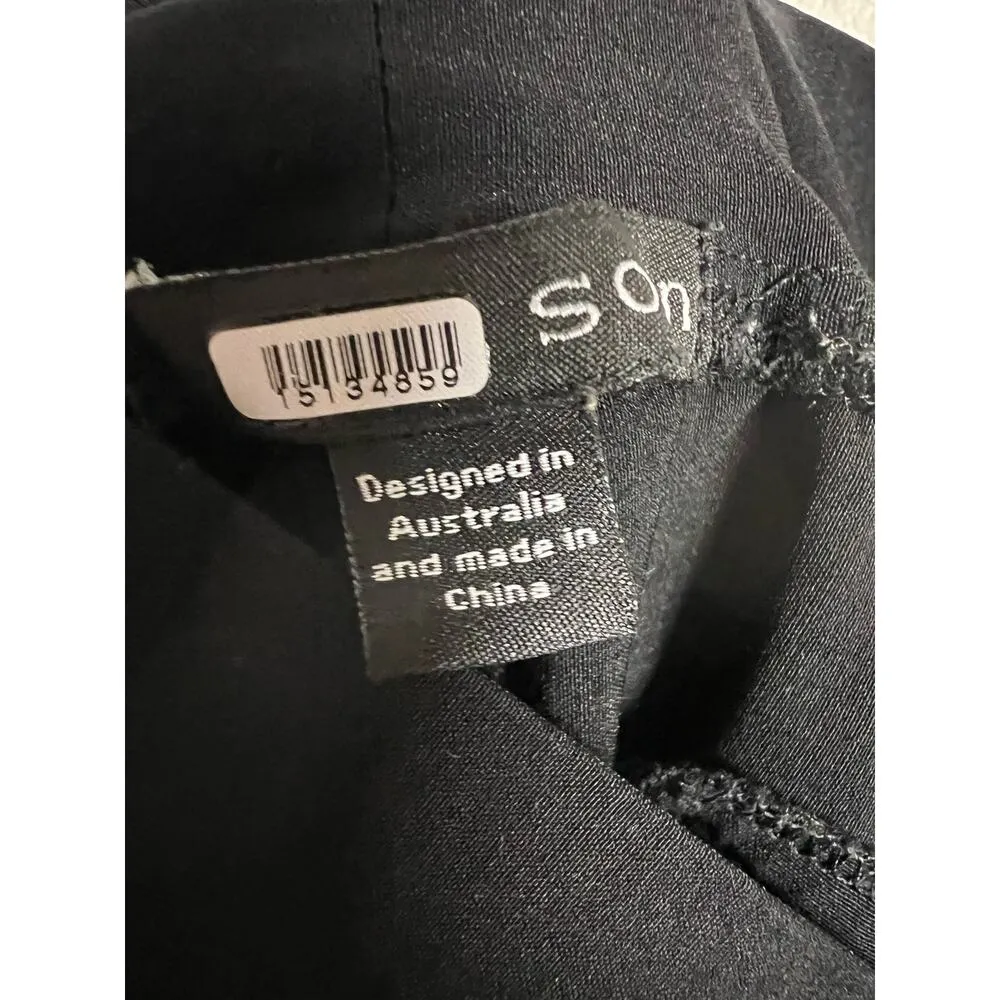 S on
15134859
Designed in
Australia
and made in
China